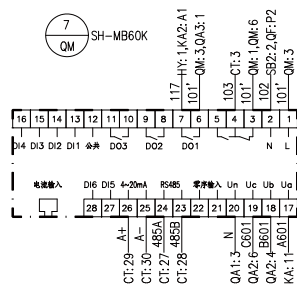 7
QM
SH-MB60K
117 HY: 1,KA2: A1
101' QM: 3,QA3: 1
103 CT: 3
101' QM: 1,QM: 6
102 SB2: 2,QF: P2
101' QM: 3
16 15 14 13 12 11 10 9 8 7 6 5 4 3 2 1
DI4 DI3 DI2 DI1 公共 DO3 DO2 DO1 N L
电流输入 DI6 DI5 4~20mA RS485 零序输入 Un Uc Ub Ua
28 27 26 25 24 23 22 21 20 19 18 17
A+ CT: 29
A- CT: 30
485A CT: 27
485B CT: 28
N QA1: 3
C601 QA2: 6
B601 QA2: 4
A601 KA: 11